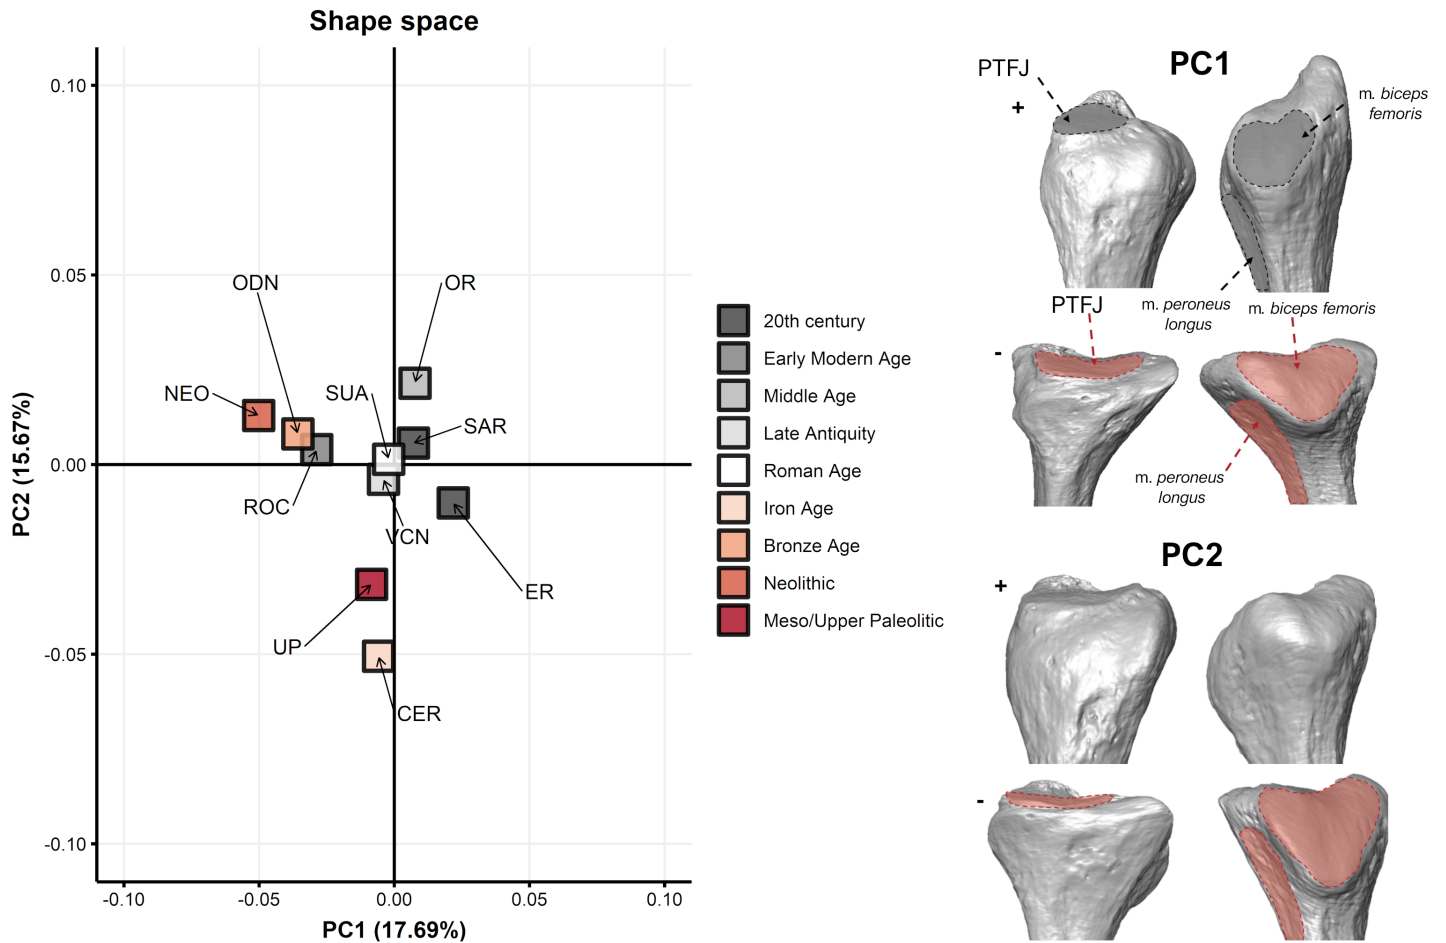 Shape space
PC2 (15.67%)
0.10
0.05
0.00
-0.05
-0.10
ODN
OR
NEO
SUA
SAR
ROC
VCN
ER
UP
CER
-0.10
-0.05
0.00
0.05
0.10
PC1 (17.69%)
20th century
Early Modern Age
Middle Age
Late Antiquity
Roman Age
Iron Age
Bronze Age
Neolithic
Meso/Upper Paleolitic
PC1
PTFJ
+
m. biceps
femoris
m. peroneus
longus
PTFJ
m. biceps femoris
-
m. peroneus
longus
PC2
+
-